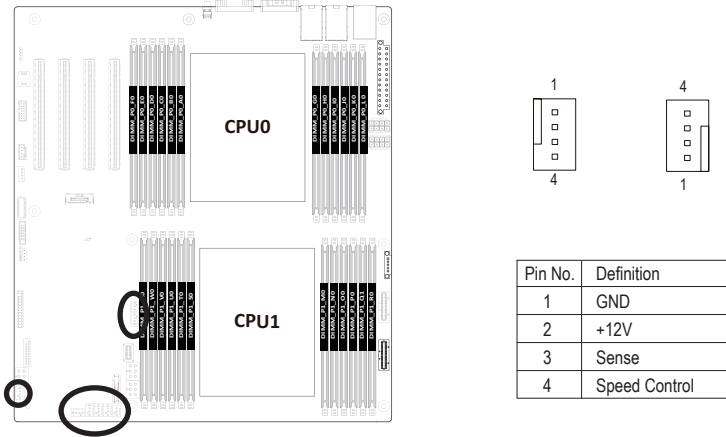 DIMM_P0_F0
DIMM_P0_E0
DIMM_P0_D0
DIMM_P0_C0
DIMM_P0_B0
DIMM_P0_A0
CPU0
DIMM_P0_G0
DIMM_P0_H0
DIMM_P0_I0
DIMM_P0_J0
DIMM_P0_K0
DIMM_P0_L0
DIMM_P1_W0
DIMM_P1_V0
DIMM_P1_U0
DIMM_P1_T0
DIMM_P1_S0
CPU1
DIMM_P1_M0
DIMM_P1_N0
DIMM_P1_O0
DIMM_P1_P0
DIMM_P1_Q1
DIMM_P1_R0
1
4
4
1
Pin No. Definition
1 GND
2 +12V
3 Sense
4 Speed Control